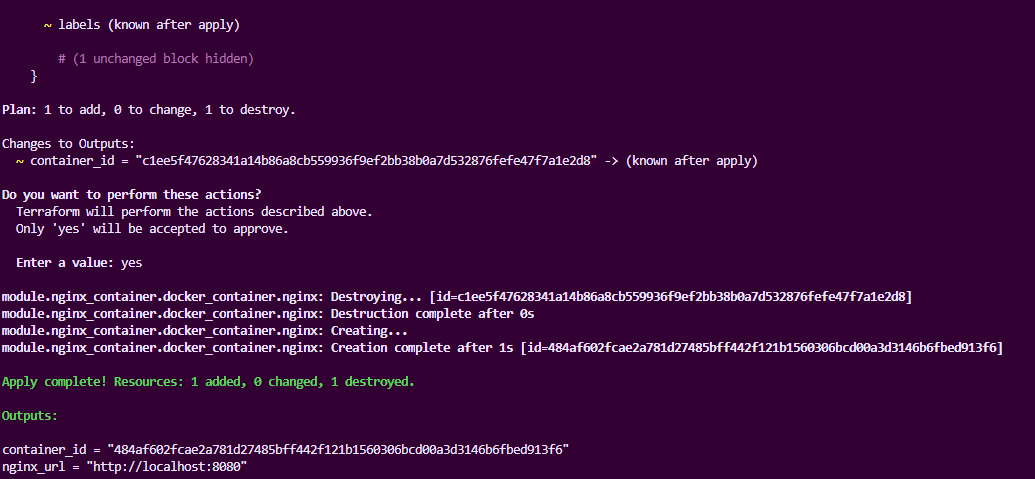 ~ labels (known after apply)
# (1 unchanged block hidden)
}
Plan: 1 to add, 0 to change, 1 to destroy.
Changes to Outputs:
~ container_id = "c1ee5f47628341a14b86a8cb559936f9ef2bb38b0a7d532876fefe47f7a1e2d8" -> (known after apply)
Do you want to perform these actions?
Terraform will perform the actions described above.
Only 'yes' will be accepted to approve.
Enter a value: yes
module.nginx_container.docker_container.nginx: Destroying... [id=c1ee5f47628341a14b86a8cb559936f9ef2bb38b0a7d532876fefe47f7a1e2d8]
module.nginx_container.docker_container.nginx: Destruction complete after 0s
module.nginx_container.docker_container.nginx: Creating...
module.nginx_container.docker_container.nginx: Creation complete after 1s [id=484af602fcae2a781d27485bff442f121b1560306bcd00a3d3146b6fbed913f6]
Apply complete! Resources: 1 added, 0 changed, 1 destroyed.
Outputs:
container_id = "484af602fcae2a781d27485bff442f121b1560306bcd00a3d3146b6fbed913f6"
nginx_url = "http://localhost:8080"